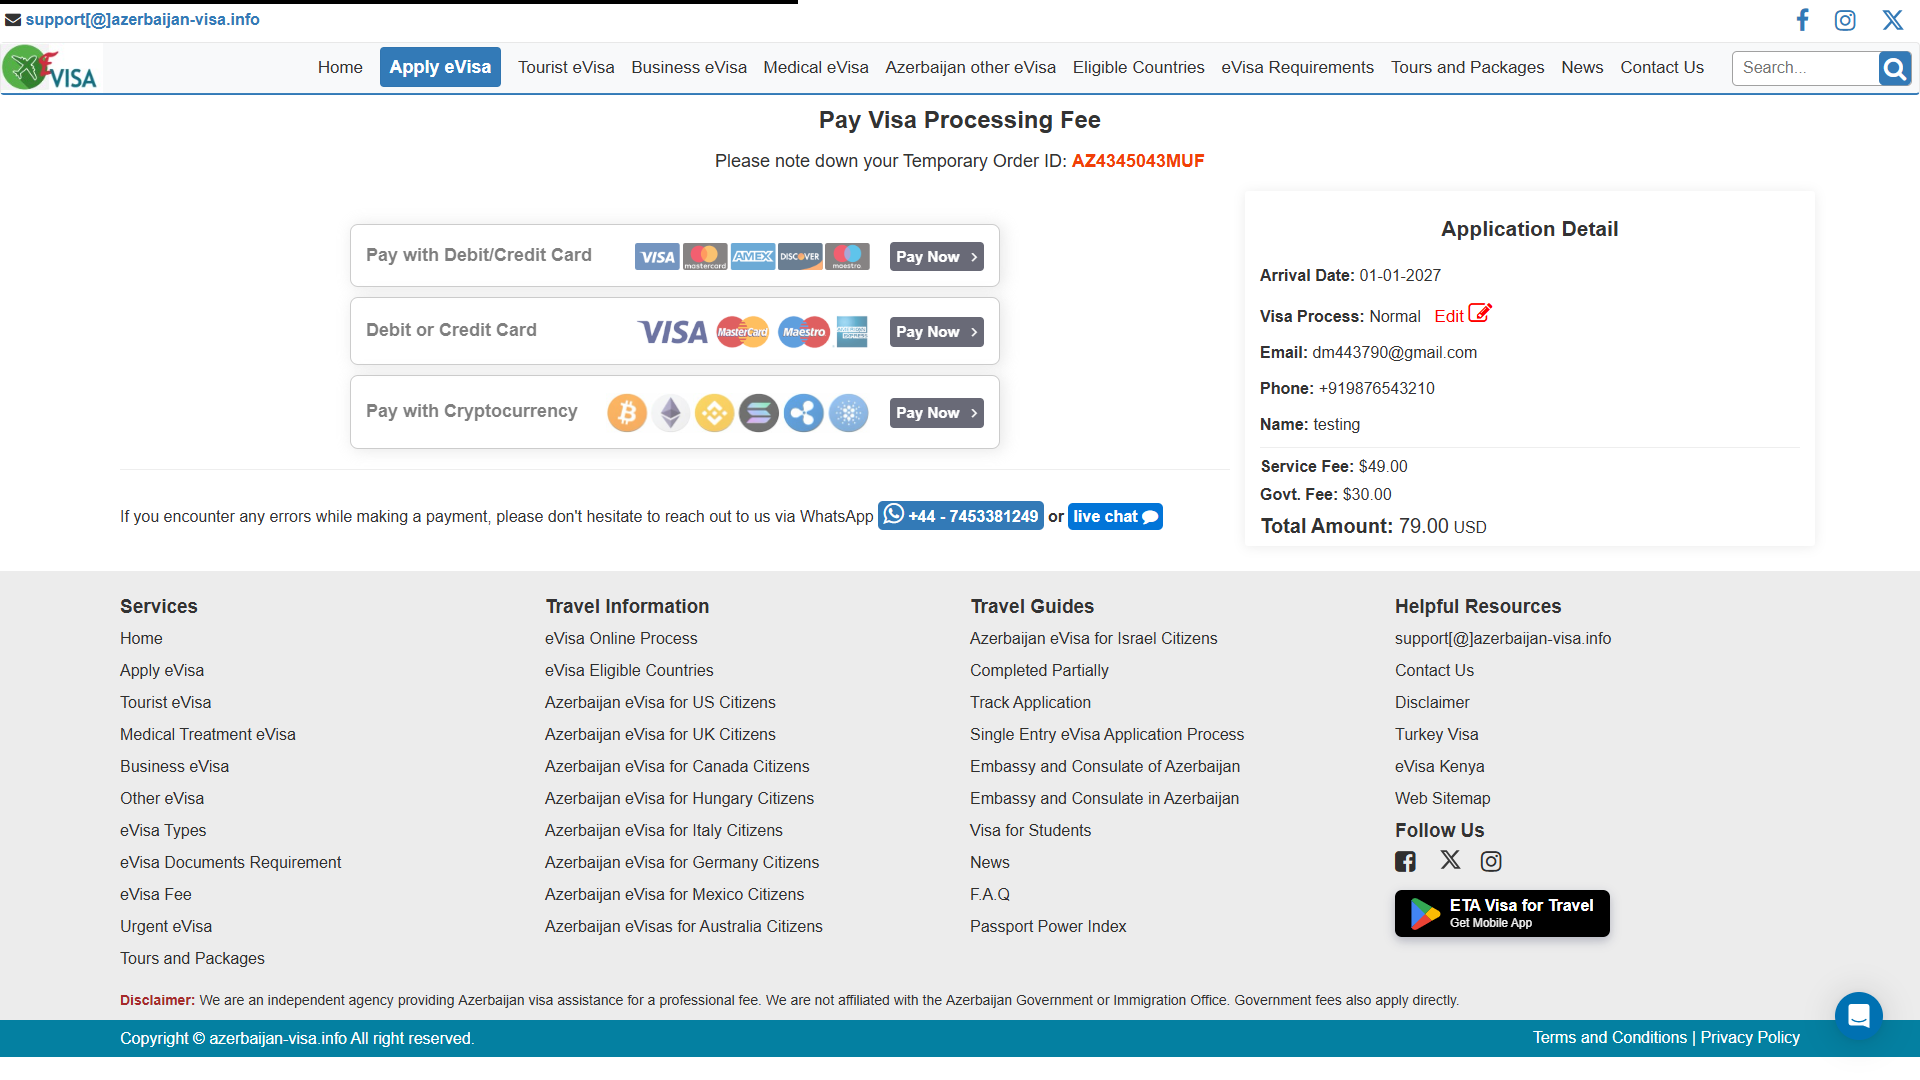 support[@]azerbaijan-visa.info
EVISA
Home Apply eVisa Tourist eVisa Business eVisa Medical eVisa Azerbaijan other eVisa Eligible Countries eVisa Requirements Tours and Packages News Contact Us Search...
Pay Visa Processing Fee
Please note down your Temporary Order ID: AZ4345043MUF
Pay with Debit/Credit Card VISA mastercard AMEX DISCOVER maestro Pay Now
Debit or Credit Card VISA MasterCard Maestro AMERICAN EXPRESS Pay Now
Pay with Cryptocurrency Pay Now
If you encounter any errors while making a payment, please don't hesitate to reach out to us via WhatsApp +44 - 7453381249 or live chat
Application Detail
Arrival Date: 01-01-2027
Visa Process: Normal Edit
Email: dm443790@gmail.com
Phone: +919876543210
Name: testing
Service Fee: $49.00
Govt. Fee: $30.00
Total Amount: 79.00 USD
Services
Home
Apply eVisa
Tourist eVisa
Medical Treatment eVisa
Business eVisa
Other eVisa
eVisa Types
eVisa Documents Requirement
eVisa Fee
Urgent eVisa
Tours and Packages
Travel Information
eVisa Online Process
eVisa Eligible Countries
Azerbaijan eVisa for US Citizens
Azerbaijan eVisa for UK Citizens
Azerbaijan eVisa for Canada Citizens
Azerbaijan eVisa for Hungary Citizens
Azerbaijan eVisa for Italy Citizens
Azerbaijan eVisa for Germany Citizens
Azerbaijan eVisa for Mexico Citizens
Azerbaijan eVisas for Australia Citizens
Travel Guides
Azerbaijan eVisa for Israel Citizens
Completed Partially
Track Application
Single Entry eVisa Application Process
Embassy and Consulate of Azerbaijan
Embassy and Consulate in Azerbaijan
Visa for Students
News
F.A.Q
Passport Power Index
Helpful Resources
support[@]azerbaijan-visa.info
Contact Us
Disclaimer
Turkey Visa
eVisa Kenya
Web Sitemap
Follow Us
ETA Visa for Travel
Get Mobile App
Disclaimer: We are an independent agency providing Azerbaijan visa assistance for a professional fee. We are not affiliated with the Azerbaijan Government or Immigration Office. Government fees also apply directly.
Copyright © azerbaijan-visa.info All right reserved.
Terms and Conditions | Privacy Policy